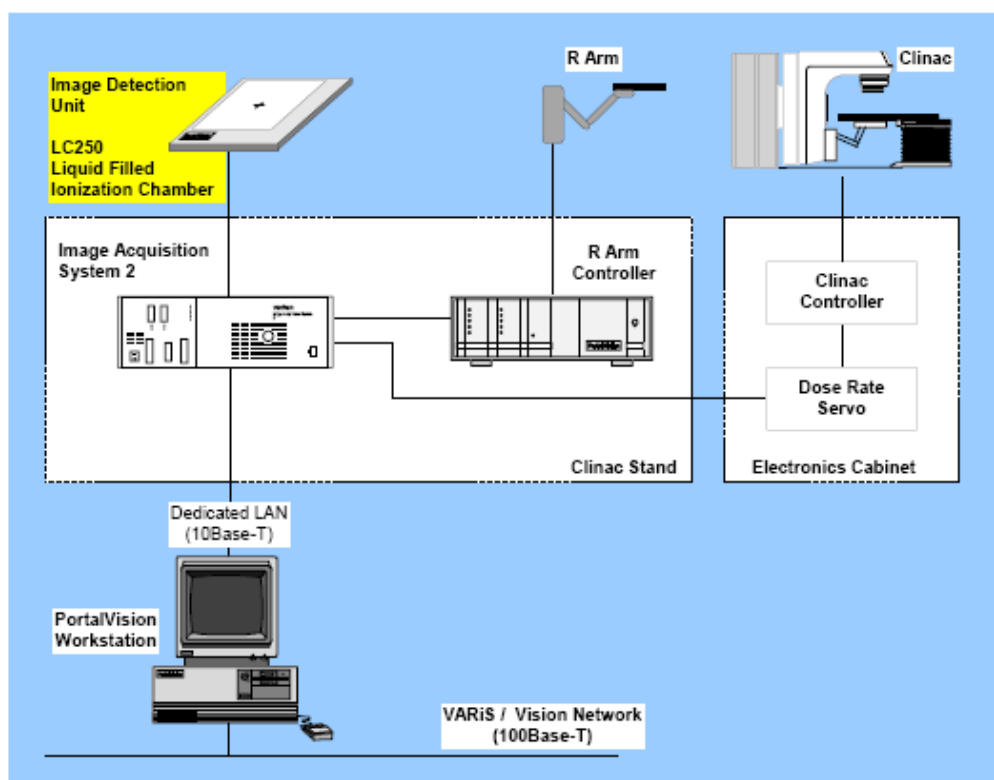 Image Detection
Unit
LC250
Liquid Filled
Ionization Chamber
R Arm
Clinac
Image Acquisition
System 2
R Arm
Controller
Clinac
Controller
Dose Rate
Servo
Clinac Stand
Electronics Cabinet
Dedicated LAN
(10Base-T)
PortalVision
Workstation
VARiS / Vision Network
(100Base-T)